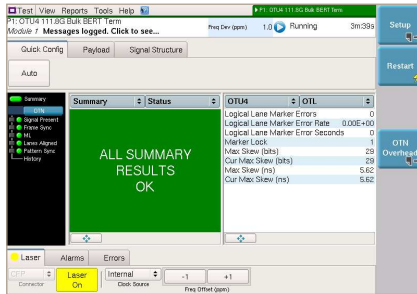 Test View Reports Tools Help
P1: OTU4 111.8G Bulk BERT Term
P1: OTU4 111.8G Bulk BERT Term
Module 1 Messages logged. Click to see...
Freq Dev (ppm) 1.0 Running 3m:39s
Setup
Quick Config Payload Signal Structure
Auto
Restart
Summary
OTN
Signal Present
Frame Sync
ML
Lanes Aligned
Pattern Sync
History
Summary Status
ALL SUMMARY
RESULTS
OK
OTU4 OTL
Logical Lane Marker Errors 0
Logical Lane Marker Error Rate 0.00E+00
Logical Lane Marker Error Seconds 0
Marker Lock 1
Max Skew (bits) 29
Cur Max Skew (bits) 29
Max Skew (ns) 5.62
Cur Max Skew (ns) 5.62
OTN
Overhead
Laser Alarms Errors
CFP
Connector
Laser
On
Internal
Clock Source
-1 +1
Freq Offset (ppm)